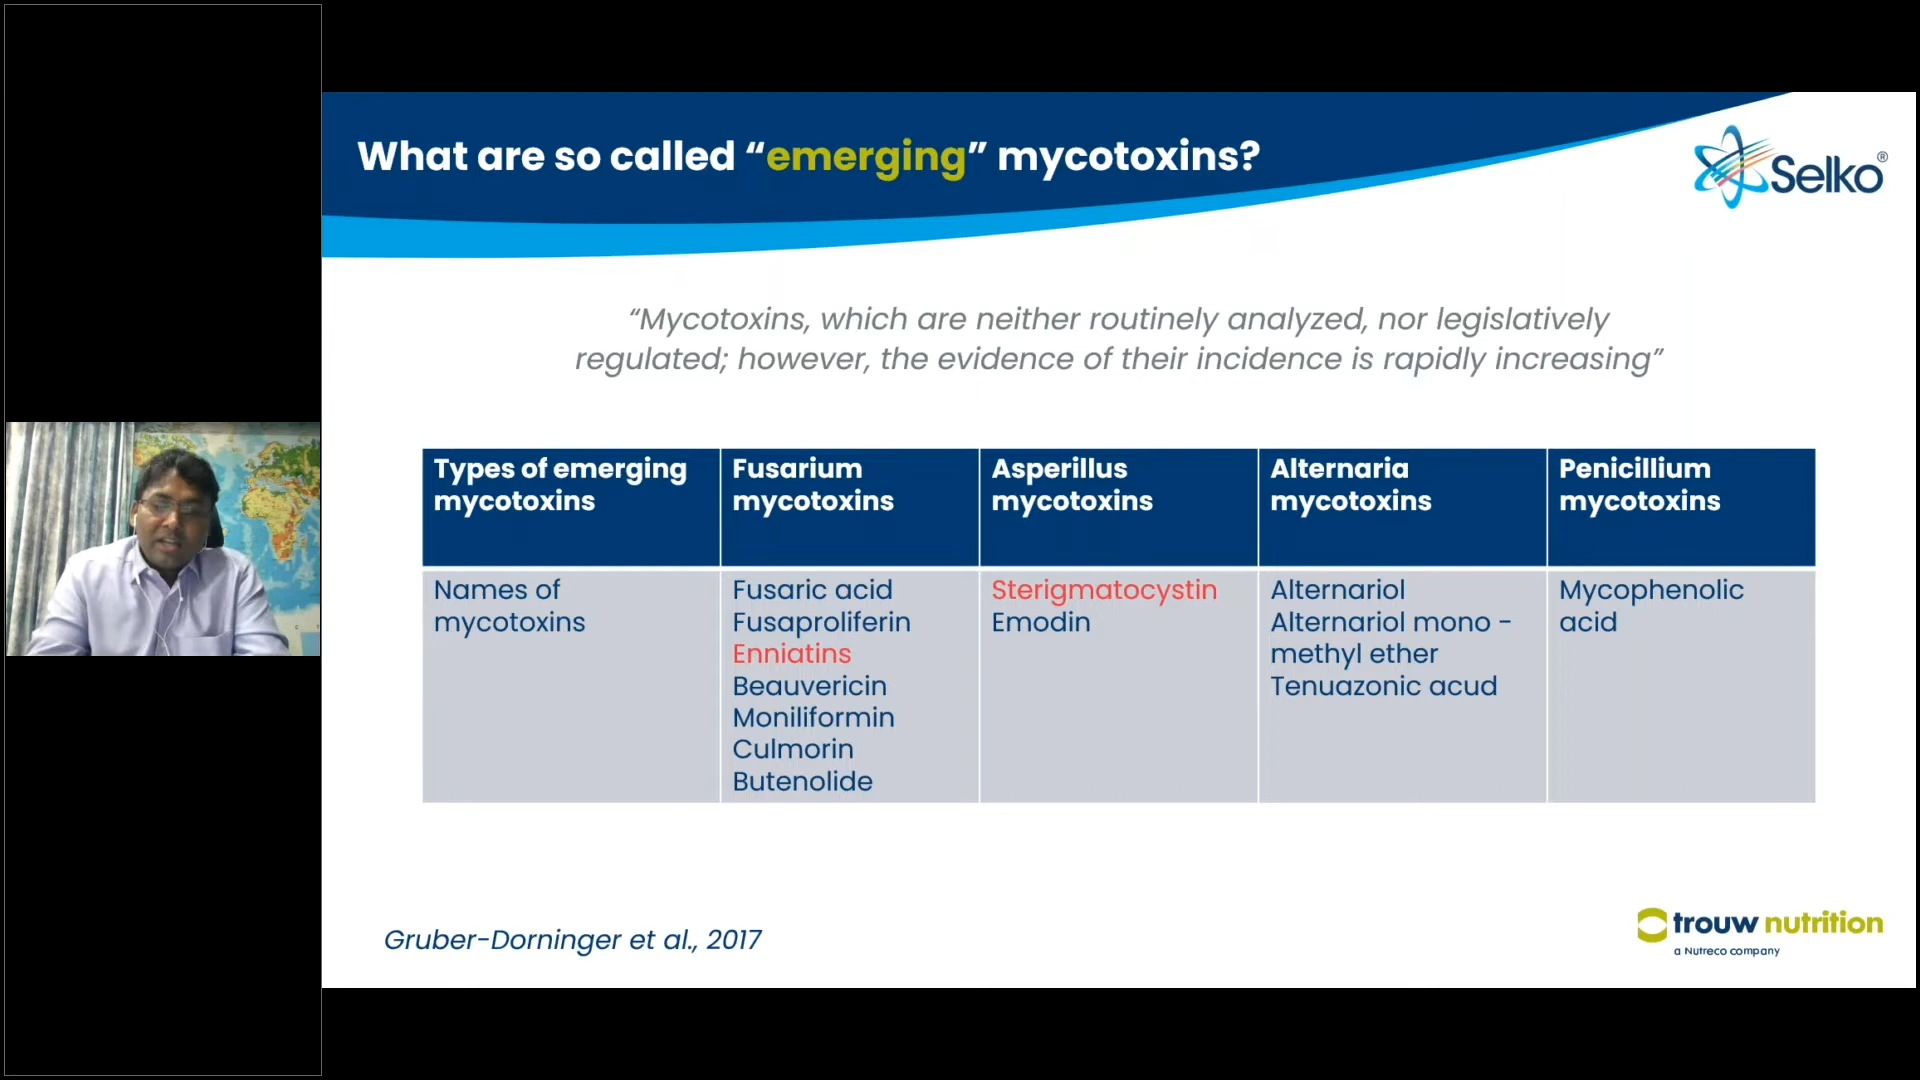 What are so called “emerging” mycotoxins?
Selko®
“Mycotoxins, which are neither routinely analyzed, nor legislatively
regulated; however, the evidence of their incidence is rapidly increasing”
Types of emerging
mycotoxins
Fusarium
mycotoxins
Asperillus
mycotoxins
Alternaria
mycotoxins
Penicillium
mycotoxins
Names of
mycotoxins
Fusaric acid
Fusaproliferin
Enniatins
Beauvericin
Moniliformin
Culmorin
Butenolide
Sterigmatocystin
Emodin
Alternariol
Alternariol mono -
methyl ether
Tenuazonic acud
Mycophenolic
acid
Gruber-Dorninger et al., 2017
trouw nutrition
a Nutreco company